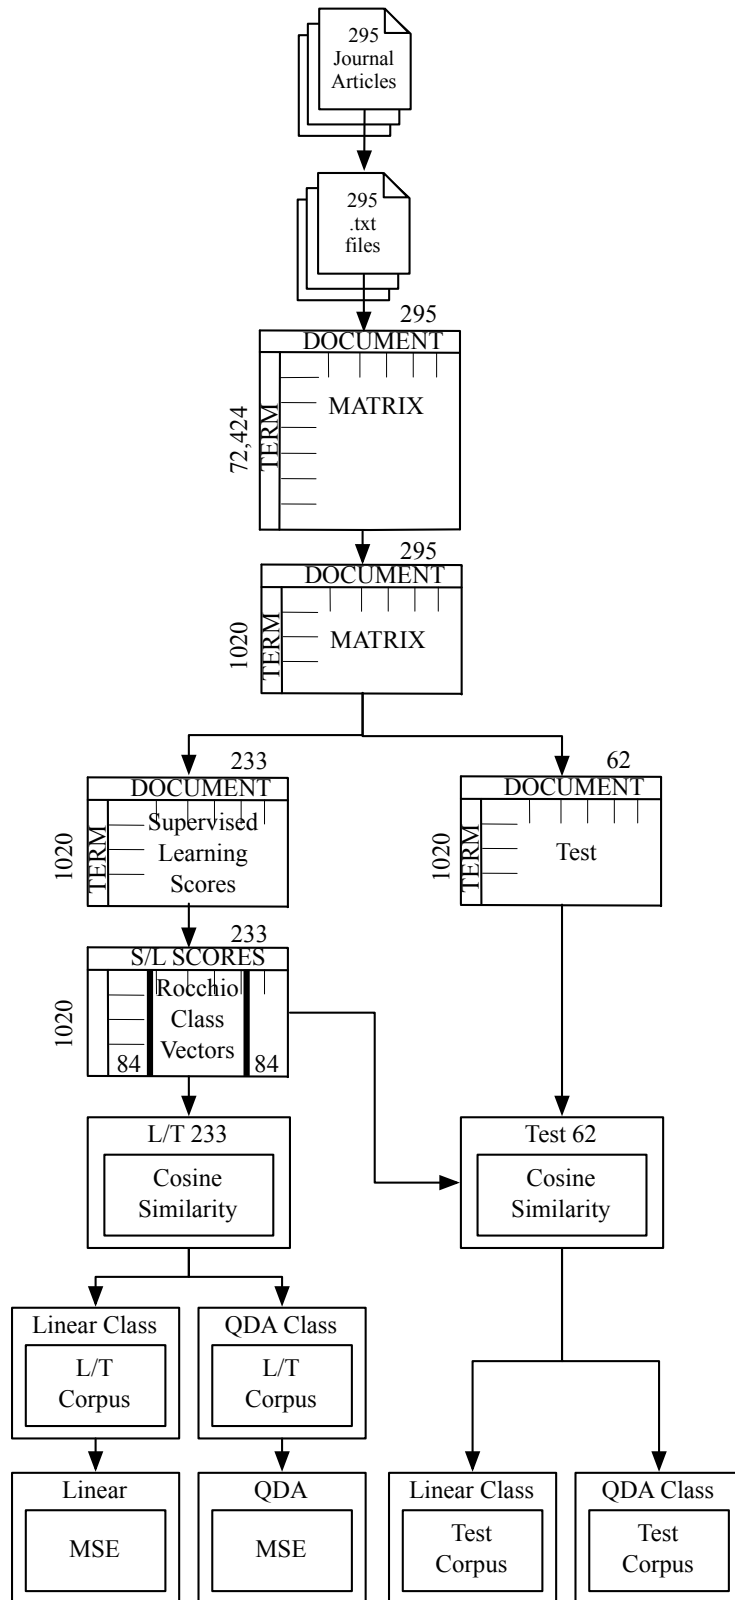 295
Journal
Articles
295
.txt
files
295
DOCUMENT
72,424
TERM
MATRIX
295
DOCUMENT
1020
TERM
MATRIX
233
DOCUMENT
1020
TERM
Supervised
Learning
Scores
62
DOCUMENT
1020
TERM
Test
233
S/L SCORES
1020
Rocchio
Class
Vectors
84
84
L/T 233
Cosine
Similarity
Test 62
Cosine
Similarity
Linear Class
L/T
Corpus
QDA Class
L/T
Corpus
Linear
MSE
QDA
MSE
Linear Class
Test
Corpus
QDA Class
Test
Corpus